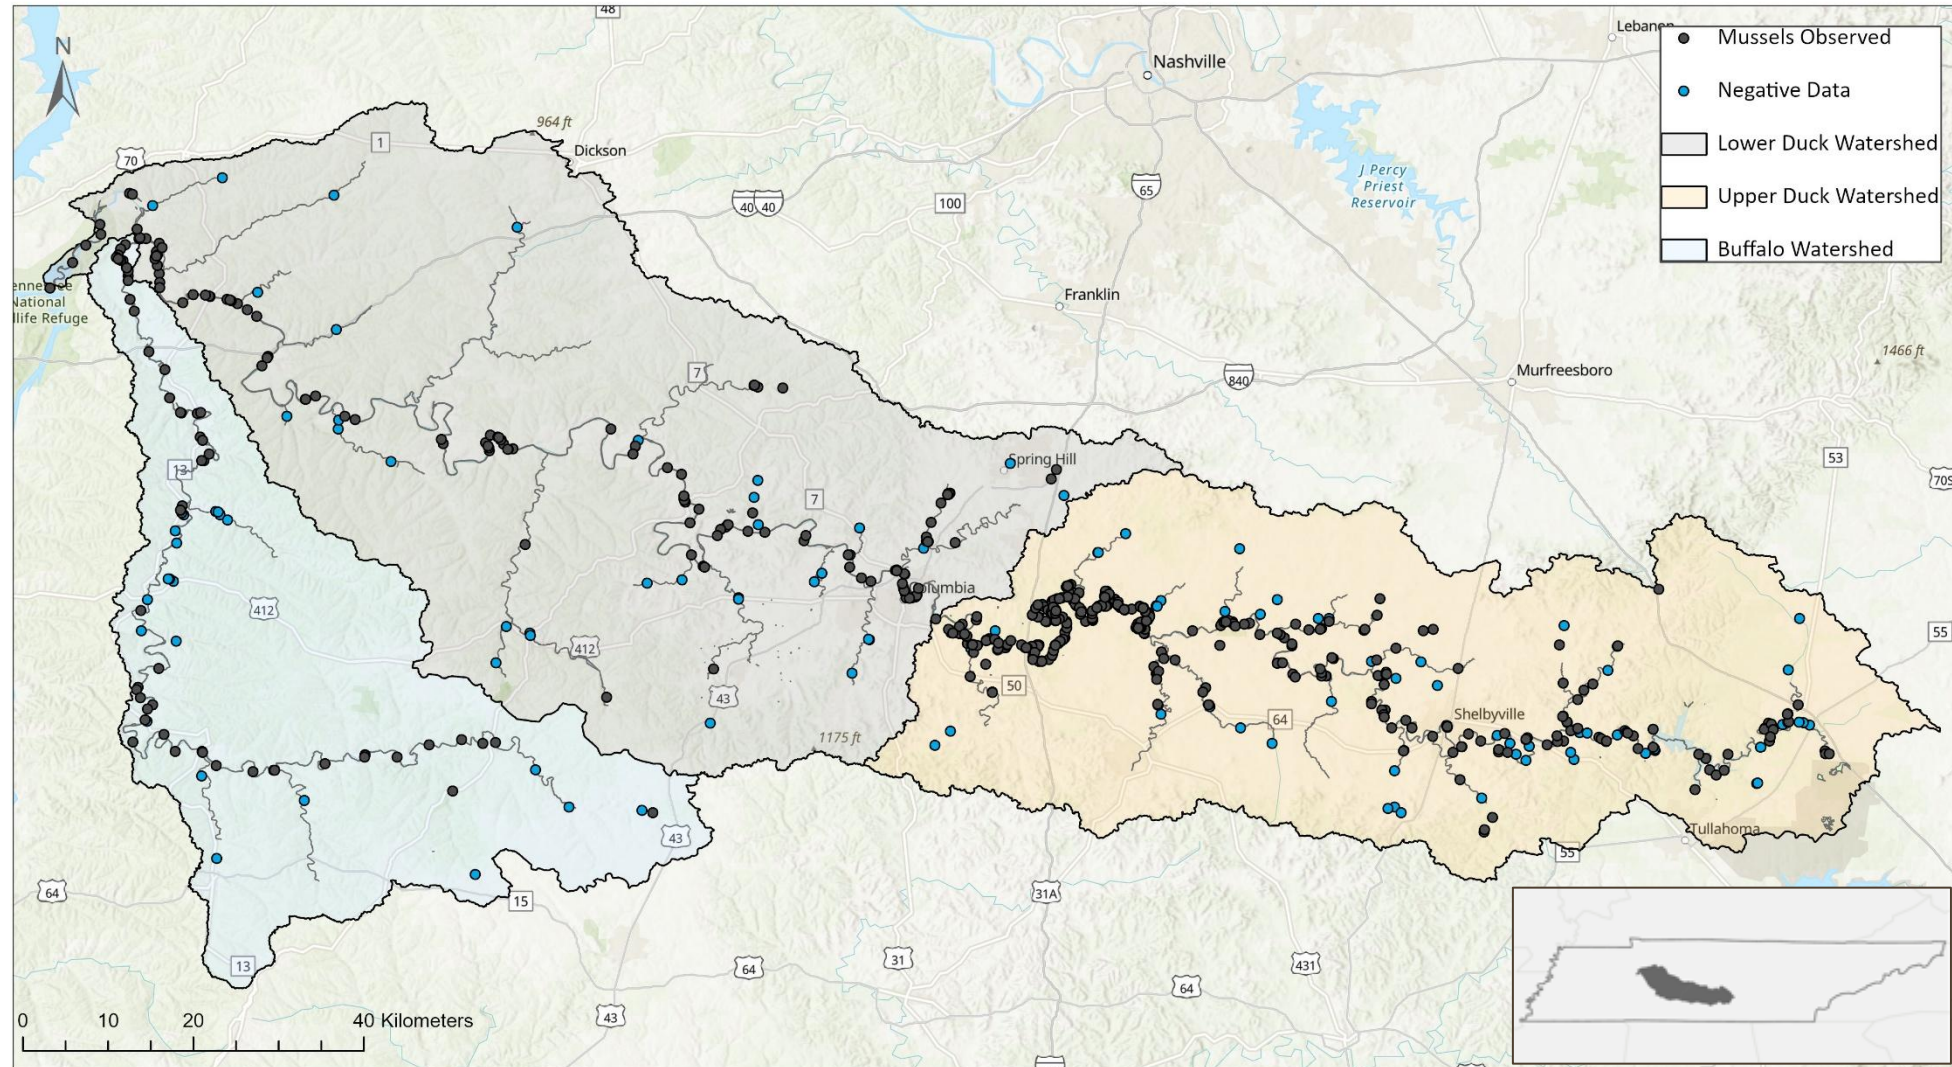 48
Lebanon
N
Nashville
Mussels Observed
Negative Data
Lower Duck Watershed
Upper Duck Watershed
Buffalo Watershed
964 ft
1
Dickson
70
J Percy
Priest
Reservoir
65
40
40
100
National
Franklin
1466 ft
7
840
Murfreesboro
Spring Hill
53
13
7
Columbia
412
412
55
50
43
64
Shelbyville
1175 ft
43
Tullahoma
55
64
15
31A
13
64
31
64
431
43
0
10
20
40 Kilometers